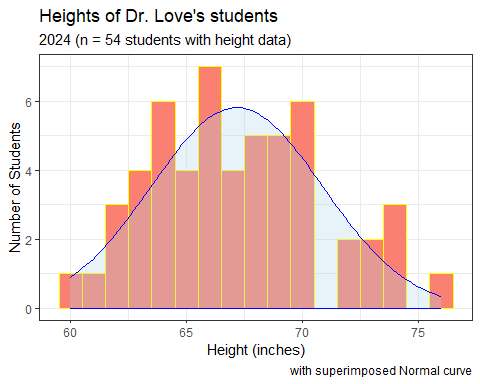 Heights of Dr. Love's students
2024 (n = 54 students with height data)
Number of Students
6
4
2
0
60 65 70 75
Height (inches)
with superimposed Normal curve